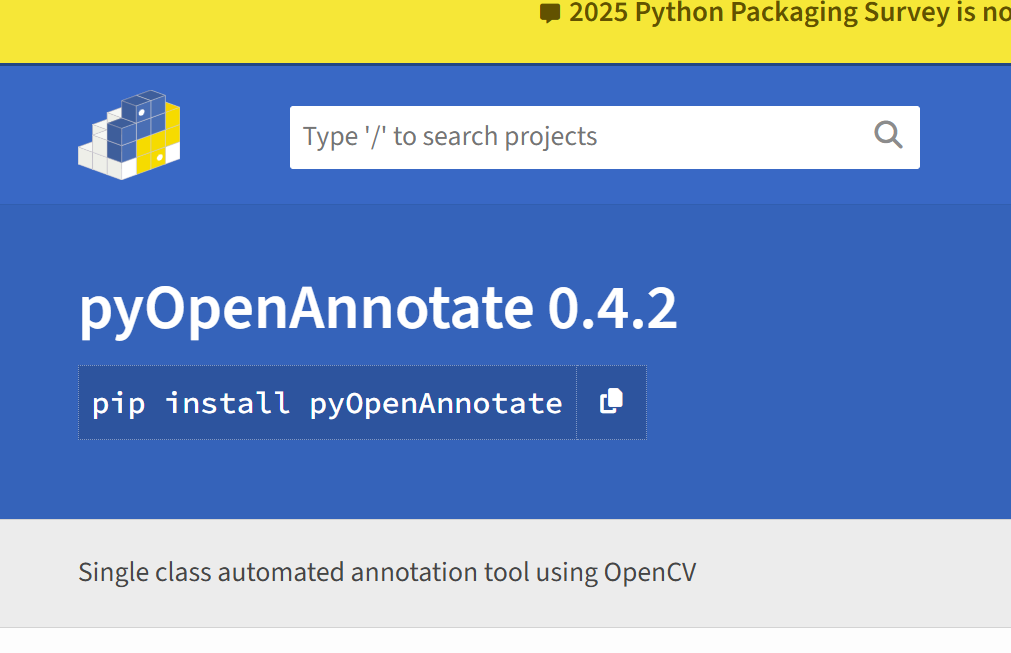 2025 Python Packaging Survey is
Type '/' to search projects
pyOpenAnnotate 0.4.2
pip install pyOpenAnnotate
Single class automated annotation tool using OpenCV